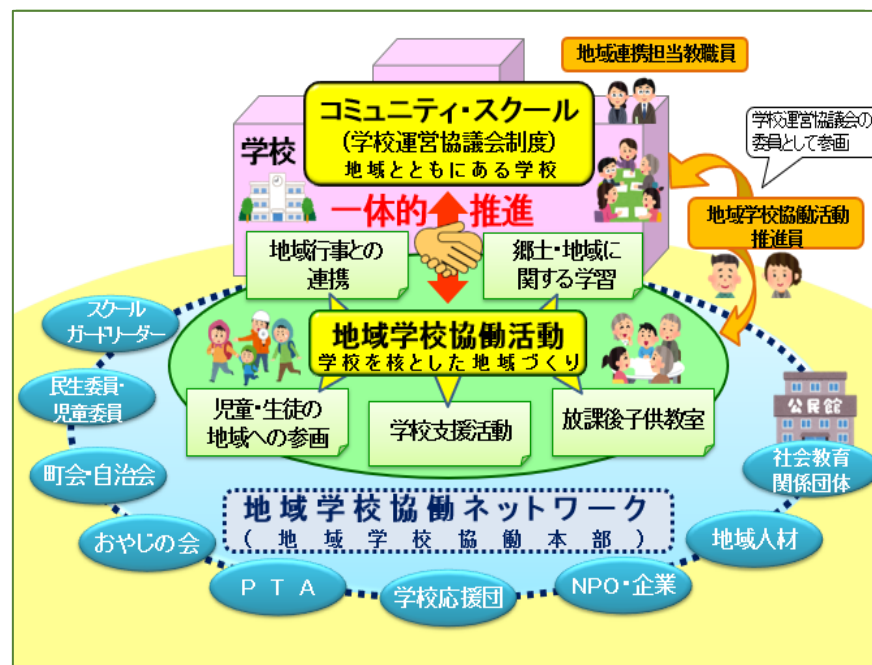 地域連携担当教職員
コミュニティ・スクール
(学校運営協議会制度)
地域とともにある学校
学校
学校運営協議会の
委員として参画
一体的 推進
地域学校協働活動
推進員
地域行事との
連携
郷土・地域に
関する学習
スクール
ガードリーダー
地域学校協働活動
学校を核とした地域づくり
民生委員・
児童委員
児童・生徒の
地域への参画
学校支援活動
放課後子供教室
公民館
町会・自治会
社会教育
関係団体
地域学校協働ネットワーク
(地域学校協働本部)
おやじの会
地域人材
PTA
学校応援団
NPO・企業